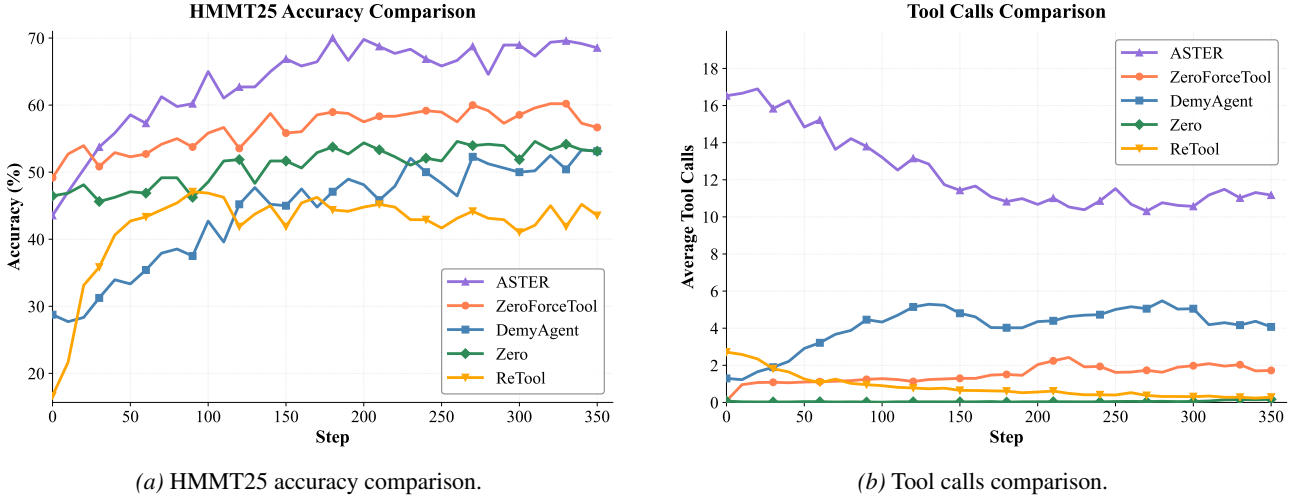 HMMT25 Accuracy Comparison
Accuracy (%)
70
60
50
40
30
20
0 50 100 150 200 250 300 350
Step
ASTER
ZeroForceTool
DemyAgent
Zero
ReTool
(a) HMMT25 accuracy comparison.
Tool Calls Comparison
Average Tool Calls
18
16
14
12
10
8
6
4
2
0
0 50 100 150 200 250 300 350
Step
ASTER
ZeroForceTool
DemyAgent
Zero
ReTool
(b) Tool calls comparison.